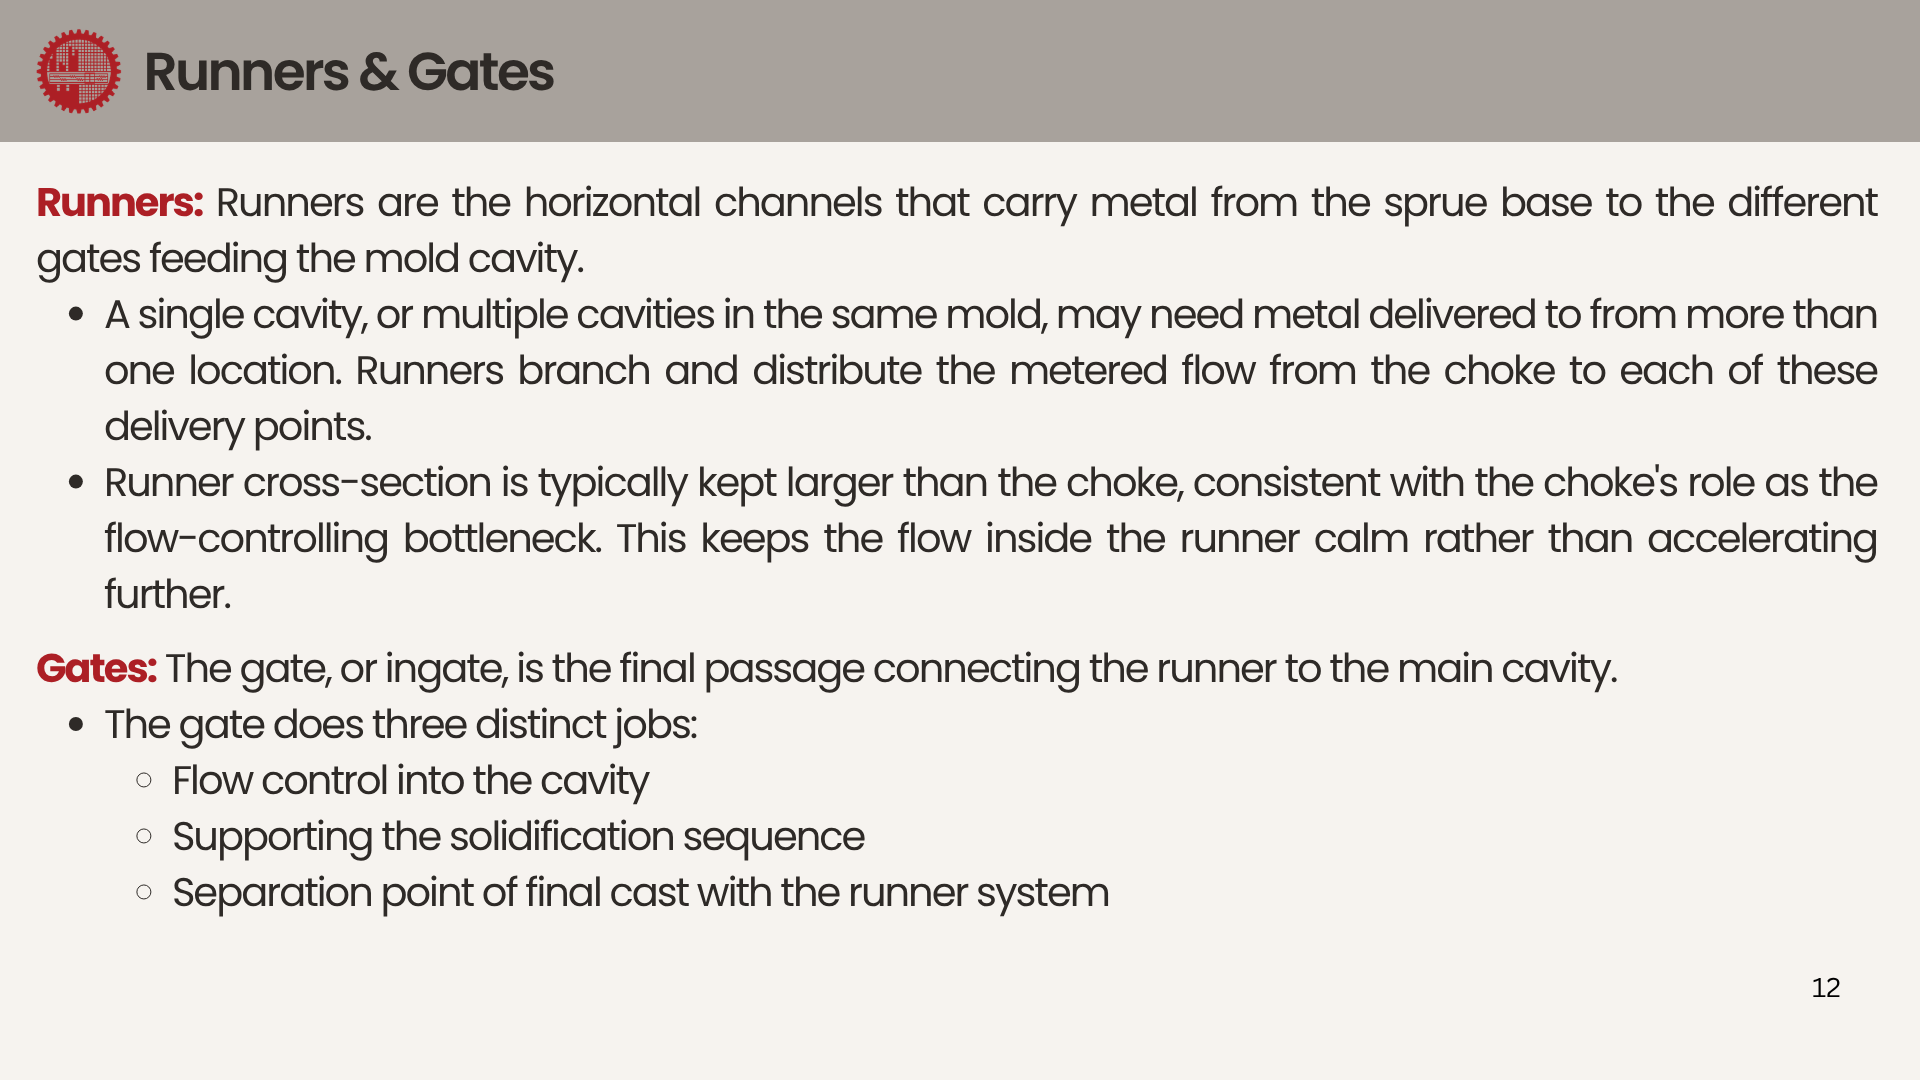 Runners & Gates
Runners: Runners are the horizontal channels that carry metal from the sprue base to the different
gates feeding the mold cavity.
• A single cavity, or multiple cavities in the same mold, may need metal delivered to from more than
one location. Runners branch and distribute the metered flow from the choke to each of these
delivery points.
• Runner cross-section is typically kept larger than the choke, consistent with the choke's role as the
flow-controlling bottleneck. This keeps the flow inside the runner calm rather than accelerating
further.
Gates: The gate, or ingate, is the final passage connecting the runner to the main cavity.
• The gate does three distinct jobs:
○ Flow control into the cavity
○ Supporting the solidification sequence
○ Separation point of final cast with the runner system
12